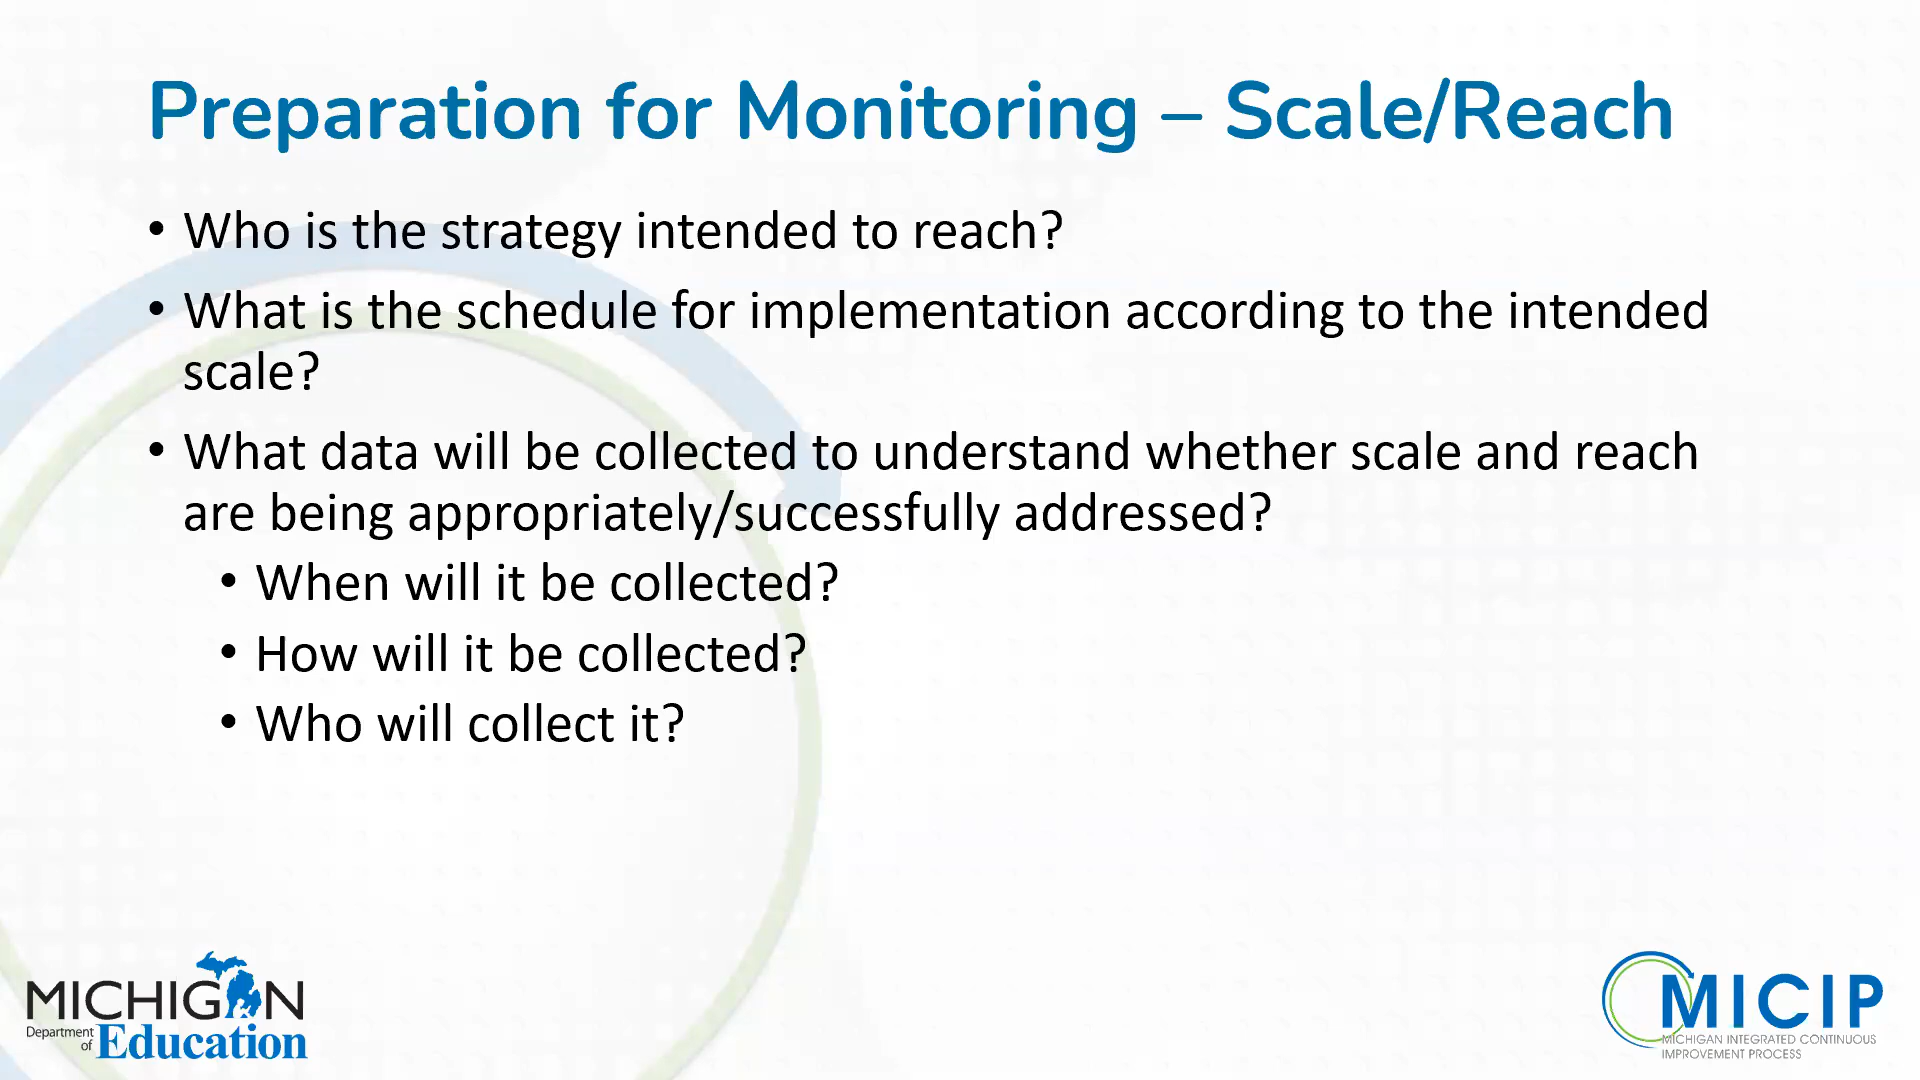 Preparation for Monitoring – Scale/Reach
• Who is the strategy intended to reach?
• What is the schedule for implementation according to the intended
scale?
• What data will be collected to understand whether scale and reach
are being appropriately/successfully addressed?
• When will it be collected?
• How will it be collected?
• Who will collect it?
MICHIGAN
Department
of Education
MICIP
MICHIGAN INTEGRATED CONTINUOUS
IMPROVEMENT PROCESS